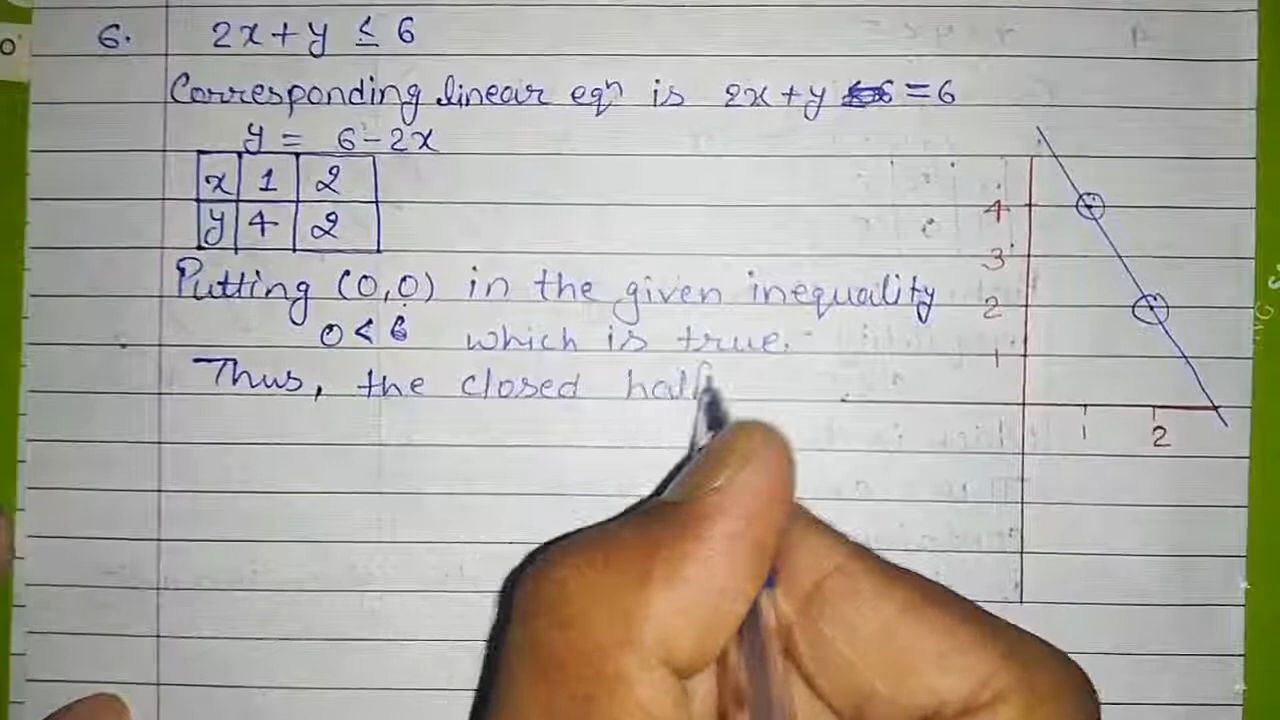 6. 2x+y ≤ 6
Corresponding linear eqⁿ is 2x+y = 6
y = 6-2x
x 1 2
y 4 2
Putting (0,0) in the given inequality
0 < 6 which is true.
Thus, the closed half
4
3
2
1
1 2